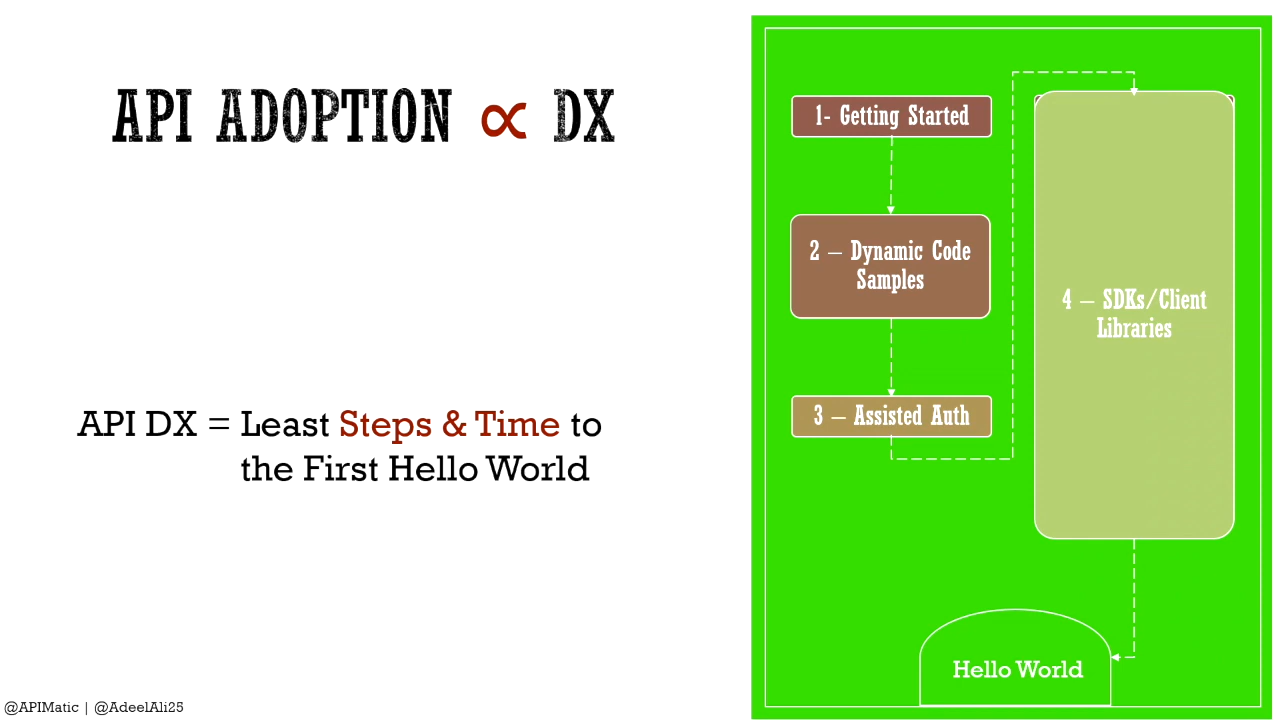 API ADOPTION ∝ DX
API DX = Least Steps & Time to
the First Hello World
1- Getting Started
2 – Dynamic Code
Samples
3 – Assisted Auth
4 – SDKs/Client
Libraries
Hello World
@APIMatic | @AdeelAli25